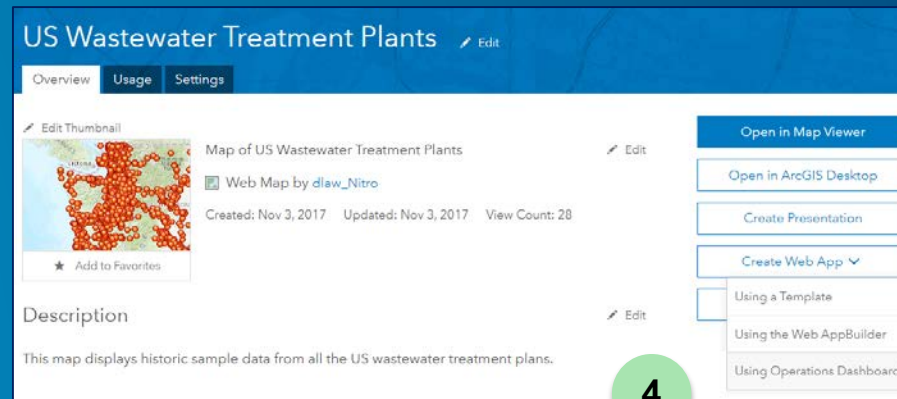 US Wastewater Treatment Plants Edit
Overview Usage Settings
Edit Thumbnail
Map of US Wastewater Treatment Plants Edit
Web Map by dlaw_Nitro
Created: Nov 3, 2017 Updated: Nov 3, 2017 View Count: 28
Add to Favorites
Description Edit
This map displays historic sample data from all the US wastewater treatment plans.
Open in Map Viewer
Open in ArcGIS Desktop
Create Presentation
Create Web App
Using a Template
Using the Web AppBuilder
Using Operations Dashboard
4